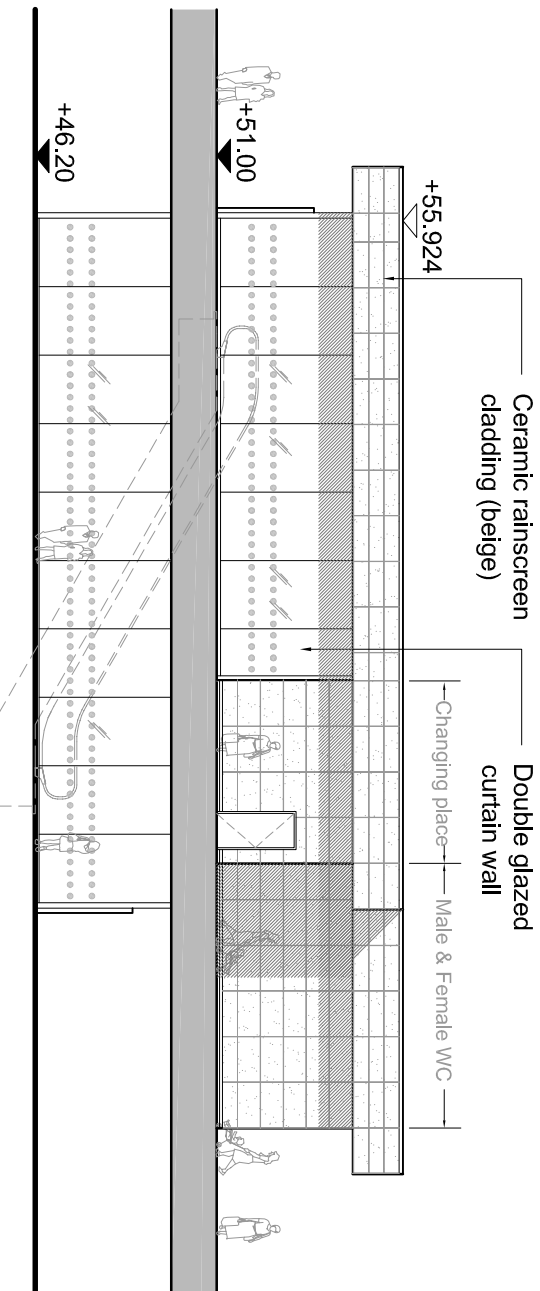 Ceramic rainscreen
cladding (beige)
Double glazed
curtain wall
+55.924
Changing place
Male & Female WC
+51.00
+46.20